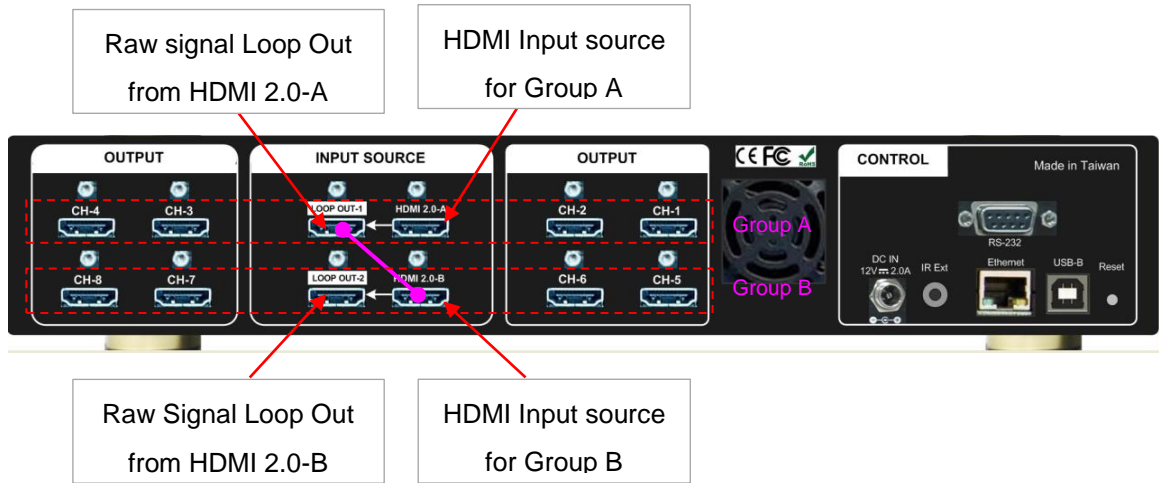 Raw signal Loop Out
from HDMI 2.0-A
HDMI Input source
for Group A
OUTPUT
INPUT SOURCE
OUTPUT
CE FC RoHS
CONTROL
Made in Taiwan
CH-4
CH-3
LOOP OUT-1
HDMI 2.0-A
CH-2
CH-1
Group A
RS-232
CH-8
CH-7
LOOP OUT-2
HDMI 2.0-B
CH-6
CH-5
Group B
DC IN
12V 2.0A
IR Ext
Ethernet
USB-B
Reset
Raw Signal Loop Out
from HDMI 2.0-B
HDMI Input source
for Group B